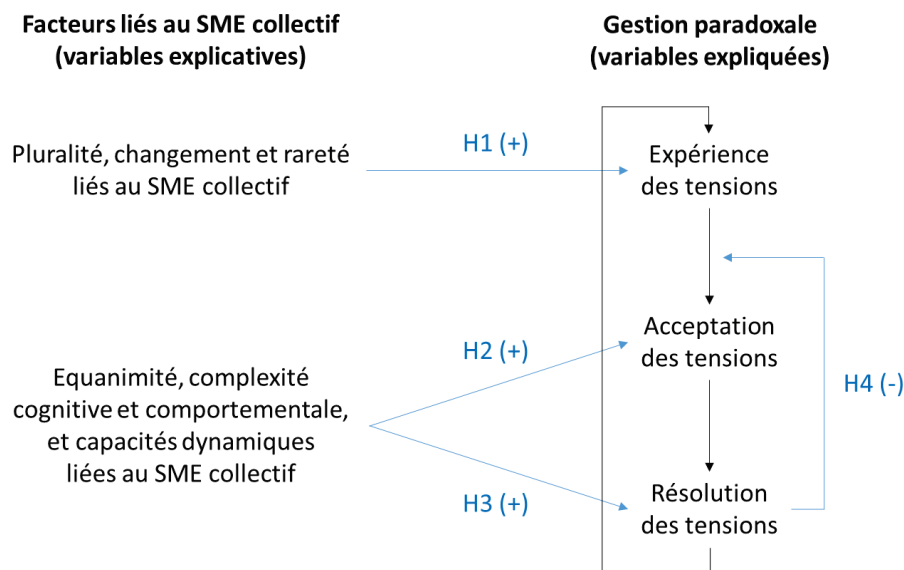 Facteurs liés au SME collectif
(variables explicatives)
Gestion paradoxale
(variables expliquées)
Pluralité, changement et rareté
liés au SME collectif
H1 (+)
Expérience
des tensions
Equanimité, complexité
cognitive et comportementale,
et capacités dynamiques
liées au SME collectif
H2 (+)
Acceptation
des tensions
H4 (-)
H3 (+)
Résolution
des tensions